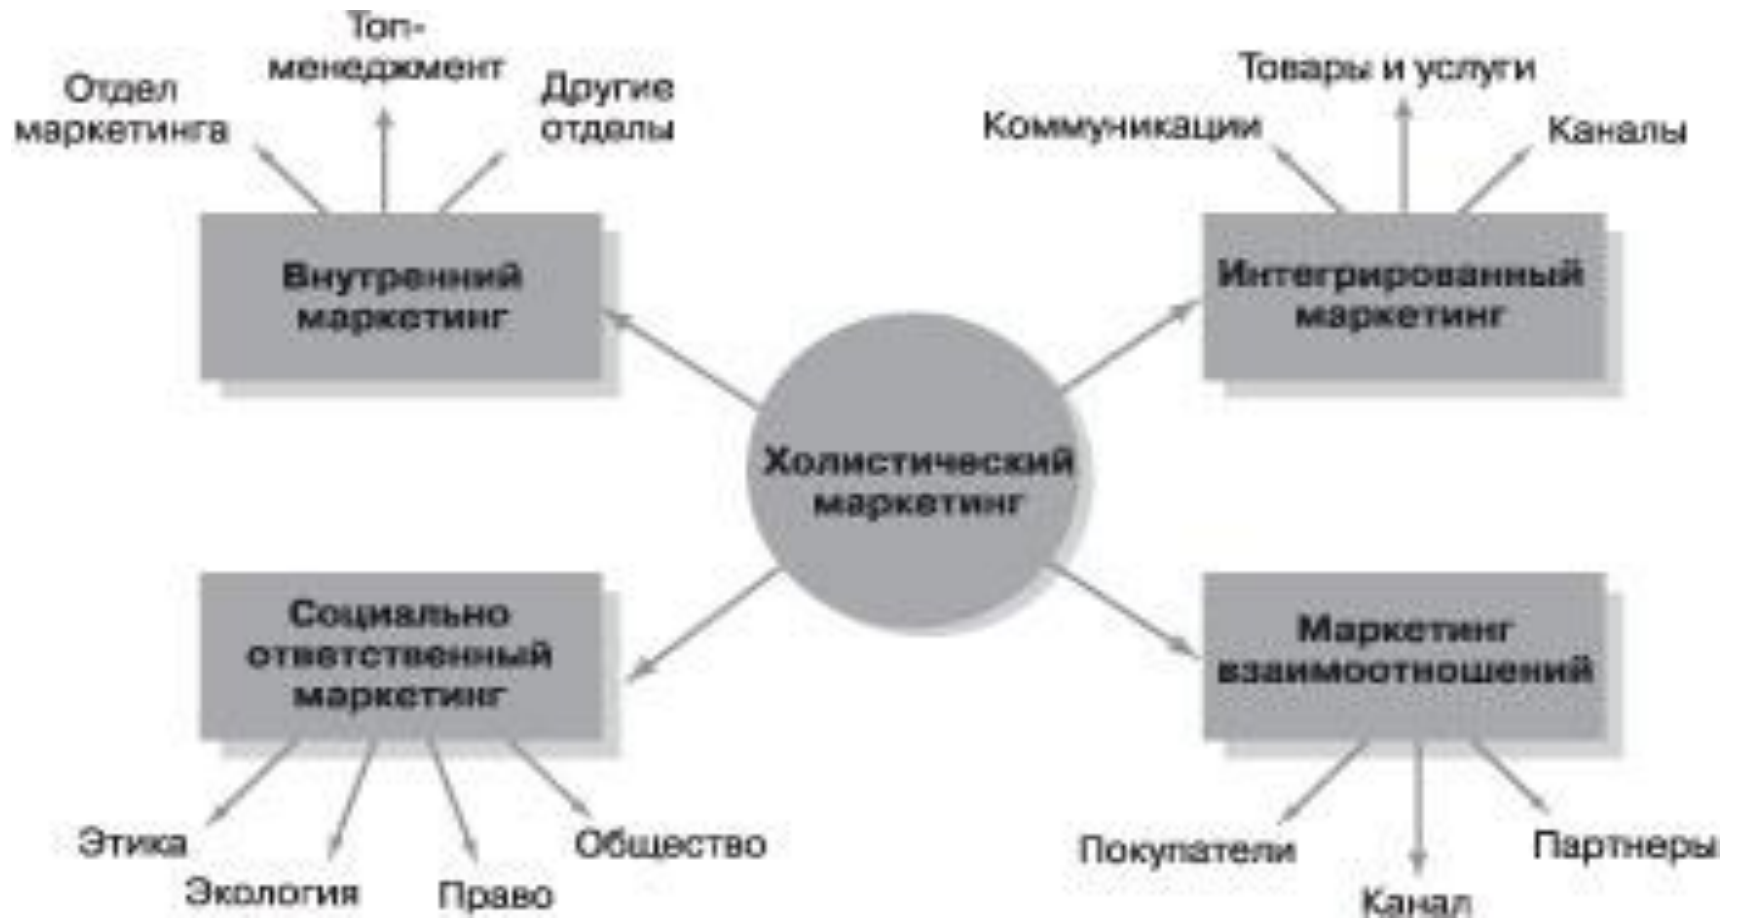 Топ-
менеджмент
Отдел
маркетинга
Другие
отделы
Товары и услуги
Коммуникации
Каналы
Внутренний
маркетинг
Интегрированный
маркетинг
Холистический
маркетинг
Социально
ответственный
маркетинг
Маркетинг
взаимоотношений
Этика
Экология
Право
Общество
Покупатели
Канал
Партнеры